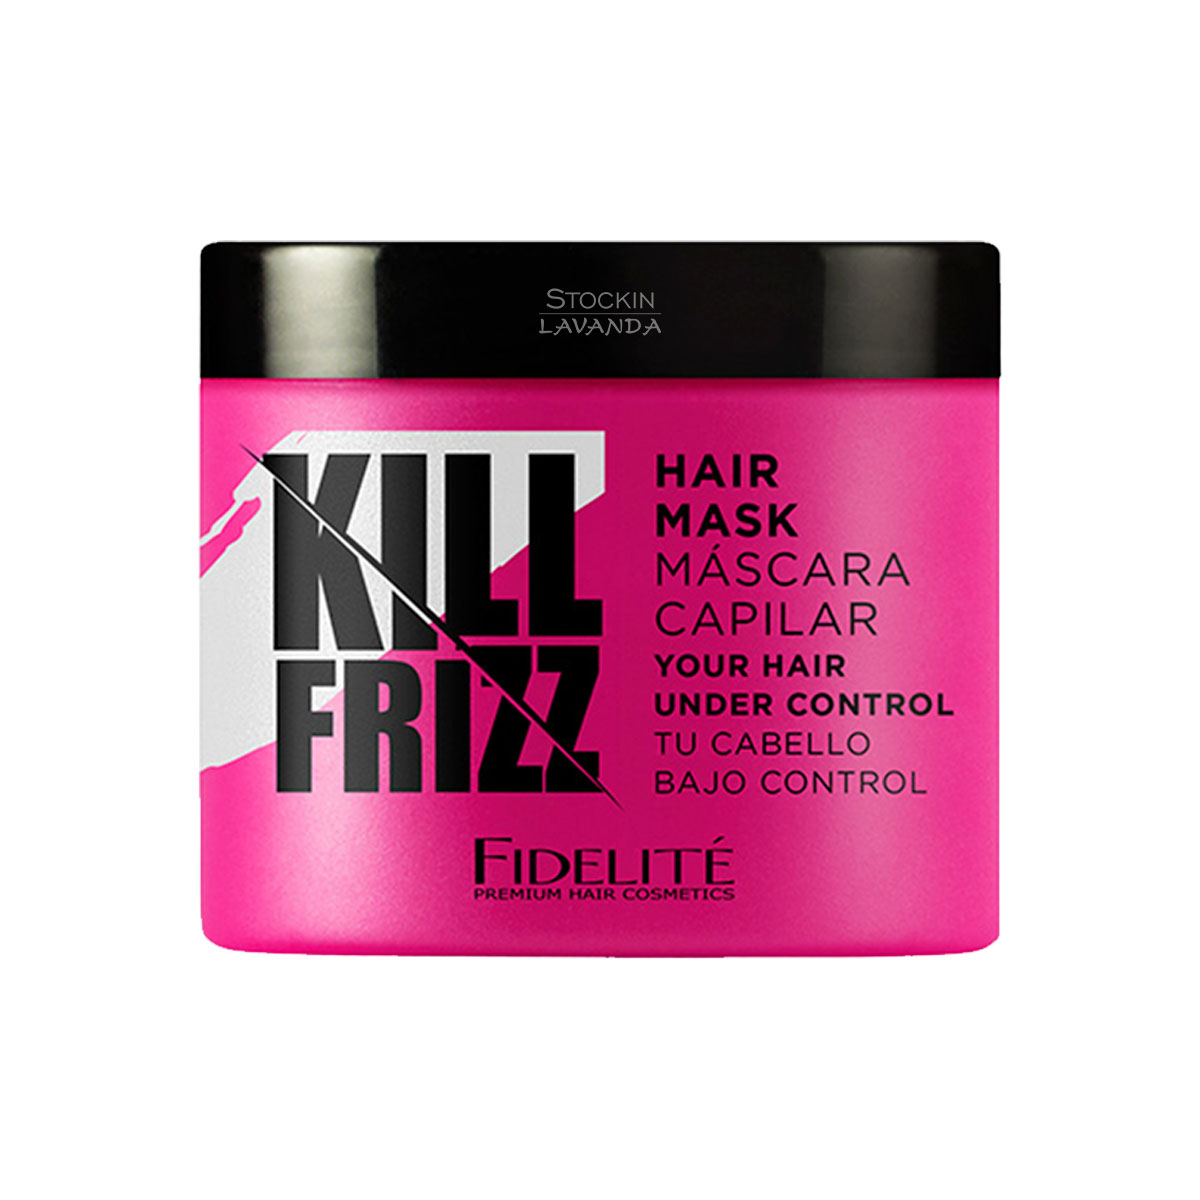 STOCKIN
LAVANDA
KILL
FRIZZ
HAIR
MASK
MÁSCARA
CAPILAR
YOUR HAIR
UNDER CONTROL
TU CABELLO
BAJO CONTROL
FIDELITÉ
PREMIUM HAIR COSMETICS